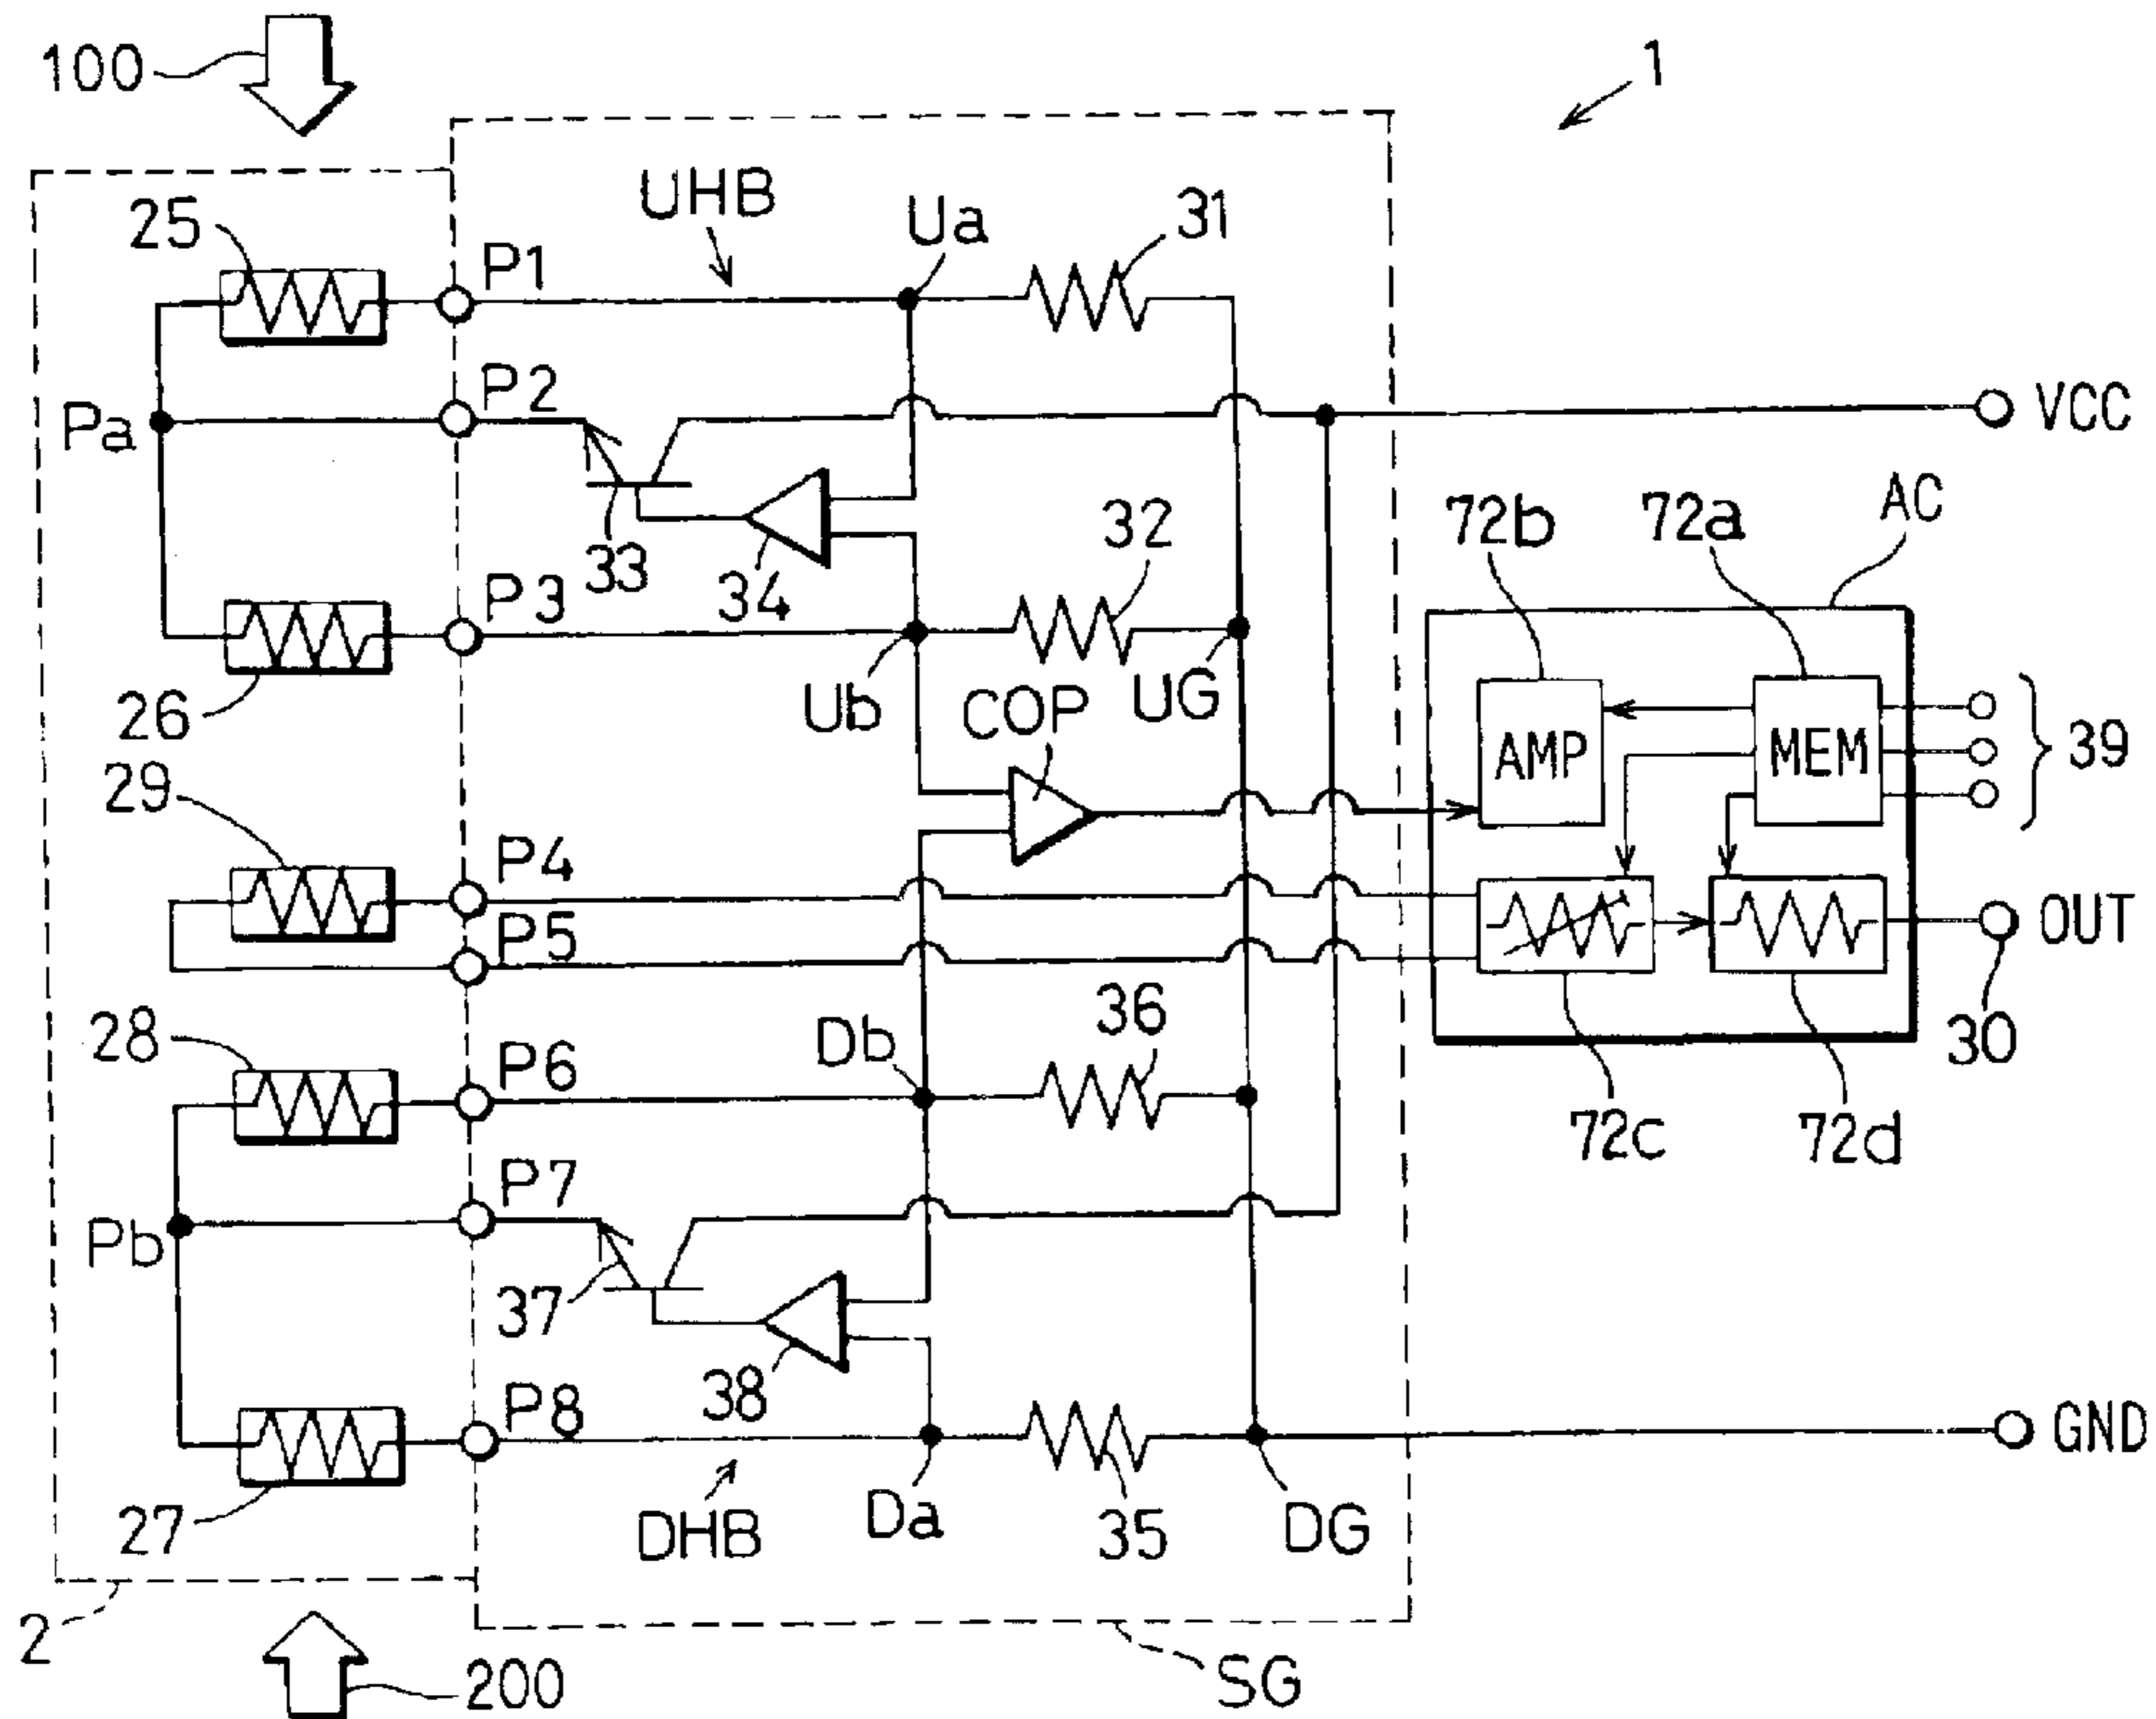 100
1
UHB
Ua
31
25
P1
P2
VCC
Pa
33
34
32
72b
72a
AC
P3
26
Ub
COP
UG
AMP
MEM
39
29
P4
P5
OUT
30
28
P6
Db
36
72c
72d
P7
Pb
37
38
P8
GND
27
DHB
Da
35
DG
2
200
SG